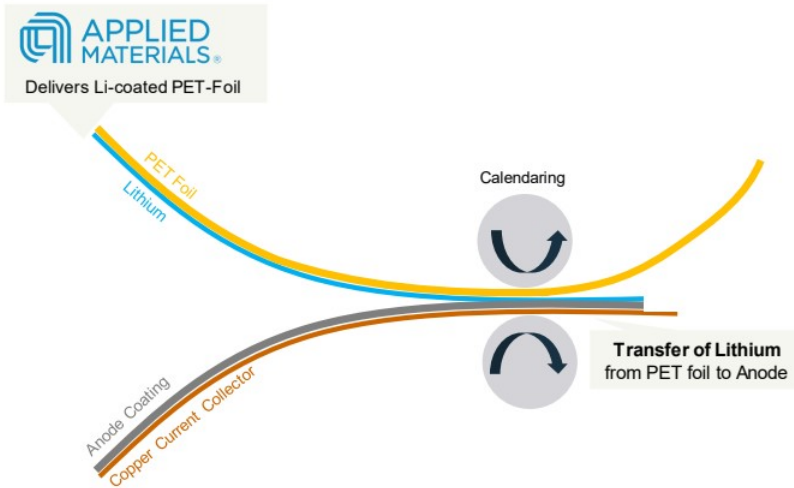 APPLIED
MATERIALS®
Delivers Li-coated PET-Foil
PET Foil
Lithium
Calendaring
Transfer of Lithium
from PET foil to Anode
Anode Coating
Copper Current Collector